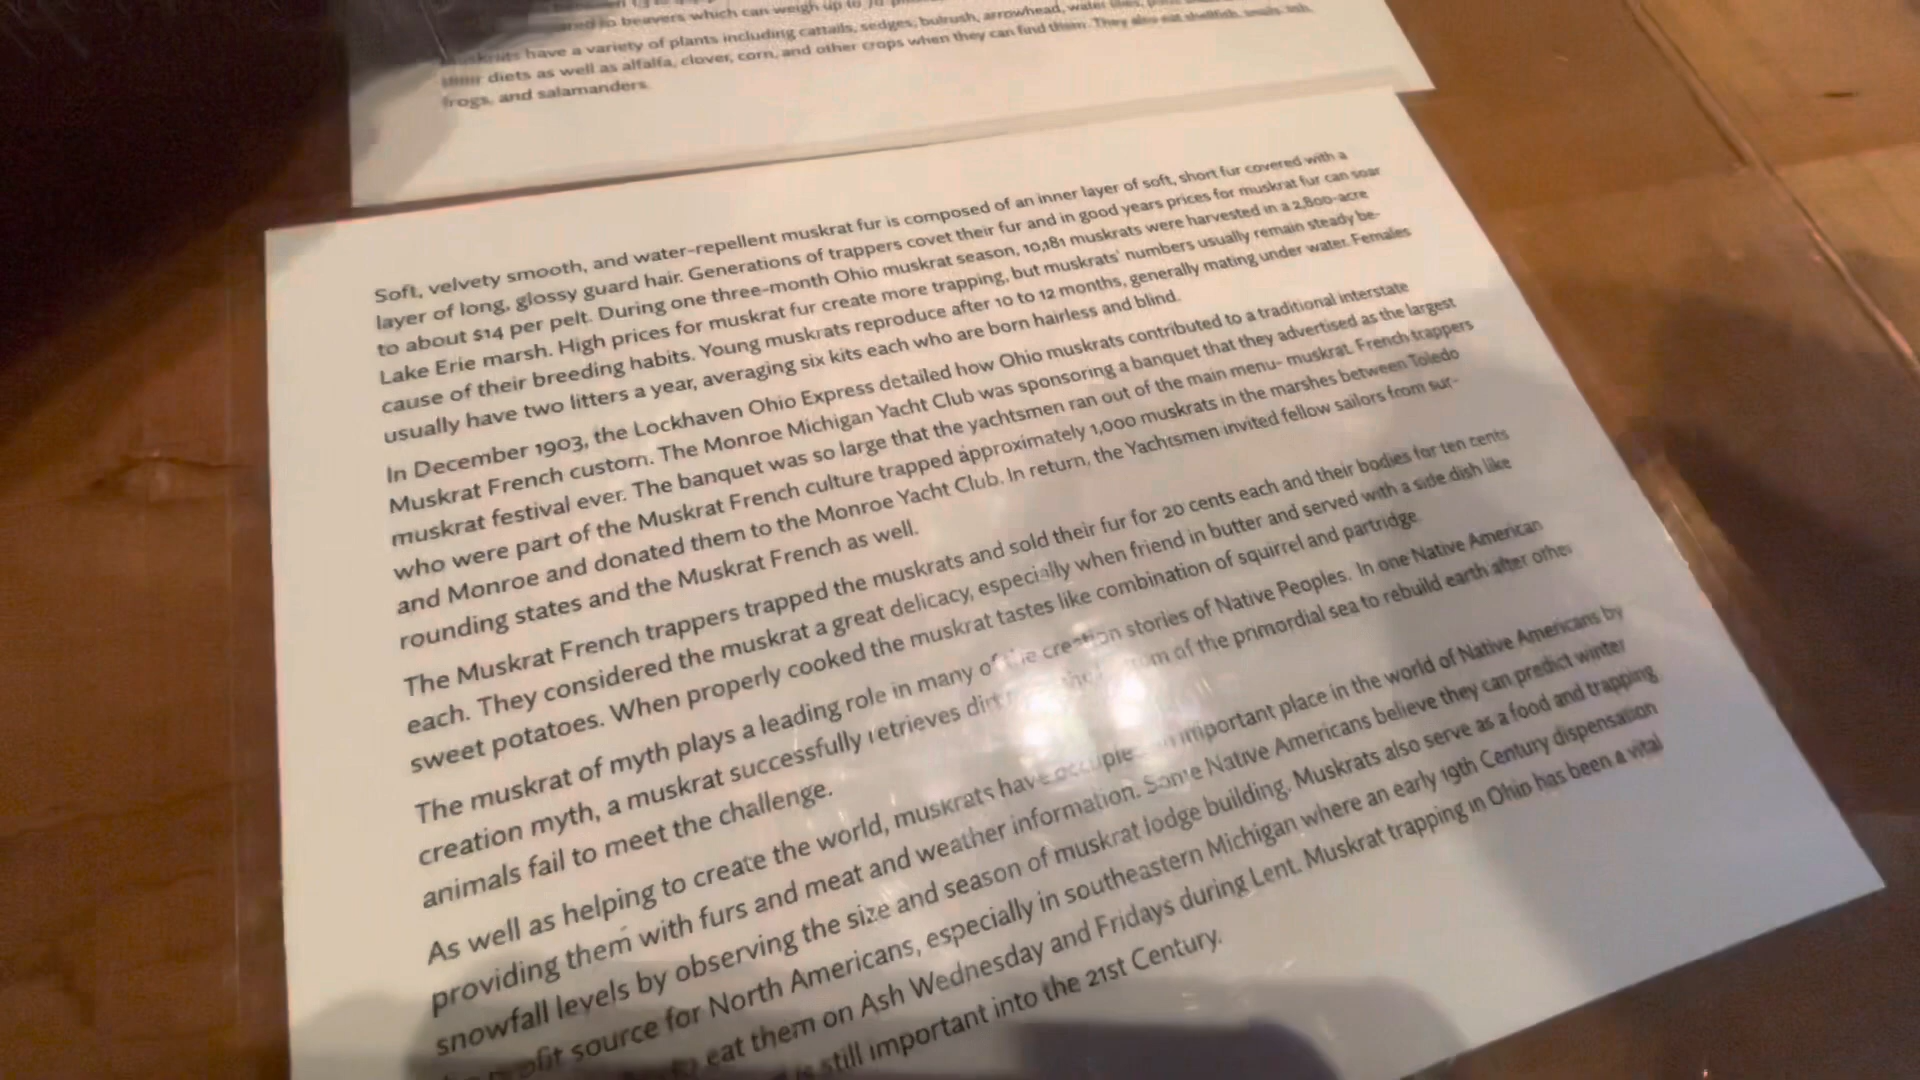 to beavers which can weigh up to 70
have a variety of plants including cattails, sedges, bulrush, arrowhead, water lilies,
diets as well as alfalfa, clover, corn, and other crops when they can find them. They also eat shellfish, snails, fish,
frogs, and salamanders.
Soft, velvety smooth, and water-repellent muskrat fur is composed of an inner layer of soft, short fur covered with a
layer of long, glossy guard hair. Generations of trappers covet their fur and in good years prices for muskrat fur can soar
to about $14 per pelt. During one three-month Ohio muskrat season, 10,181 muskrats were harvested in a 2,800-acre
Lake Erie marsh. High prices for muskrat fur create more trapping, but muskrats' numbers usually remain steady be-
cause of their breeding habits. Young muskrats reproduce after 10 to 12 months, generally mating under water. Females
usually have two litters a year, averaging six kits each who are born hairless and blind.
In December 1903, the Lockhaven Ohio Express detailed how Ohio muskrats contributed to a traditional interstate
Muskrat French custom. The Monroe Michigan Yacht Club was sponsoring a banquet that they advertised as the largest
muskrat festival ever. The banquet was so large that the yachtsmen ran out of the main menu- muskrat. French trappers
who were part of the Muskrat French culture trapped approximately 1,000 muskrats in the marshes between Toledo
and Monroe and donated them to the Monroe Yacht Club. In return, the Yachtsmen invited fellow sailors from sur-
rounding states and the Muskrat French as well.
The Muskrat French trappers trapped the muskrats and sold their fur for 20 cents each and their bodies for ten cents
each. They considered the muskrat a great delicacy, especially when friend in butter and served with a side dish like
sweet potatoes. When properly cooked the muskrat tastes like combination of squirrel and partridge.
The muskrat of myth plays a leading role in many of the creation stories of Native Peoples. In one Native American
creation myth, a muskrat successfully retrieves dirt of the primordial sea to rebuild earth after other
animals fail to meet the challenge.
As well as helping to create the world, muskrats have occupied an important place in the world of Native Americans by
providing them with furs and meat and weather information. Some Native Americans believe they can predict winter
snowfall levels by observing the size and season of muskrat lodge building. Muskrats also serve as a food and trapping
profit source for North Americans, especially in southeastern Michigan where an early 19th Century dispensation
to eat them on Ash Wednesday and Fridays during Lent. Muskrat trapping in Ohio has been a vital
is still important into the 21st Century.